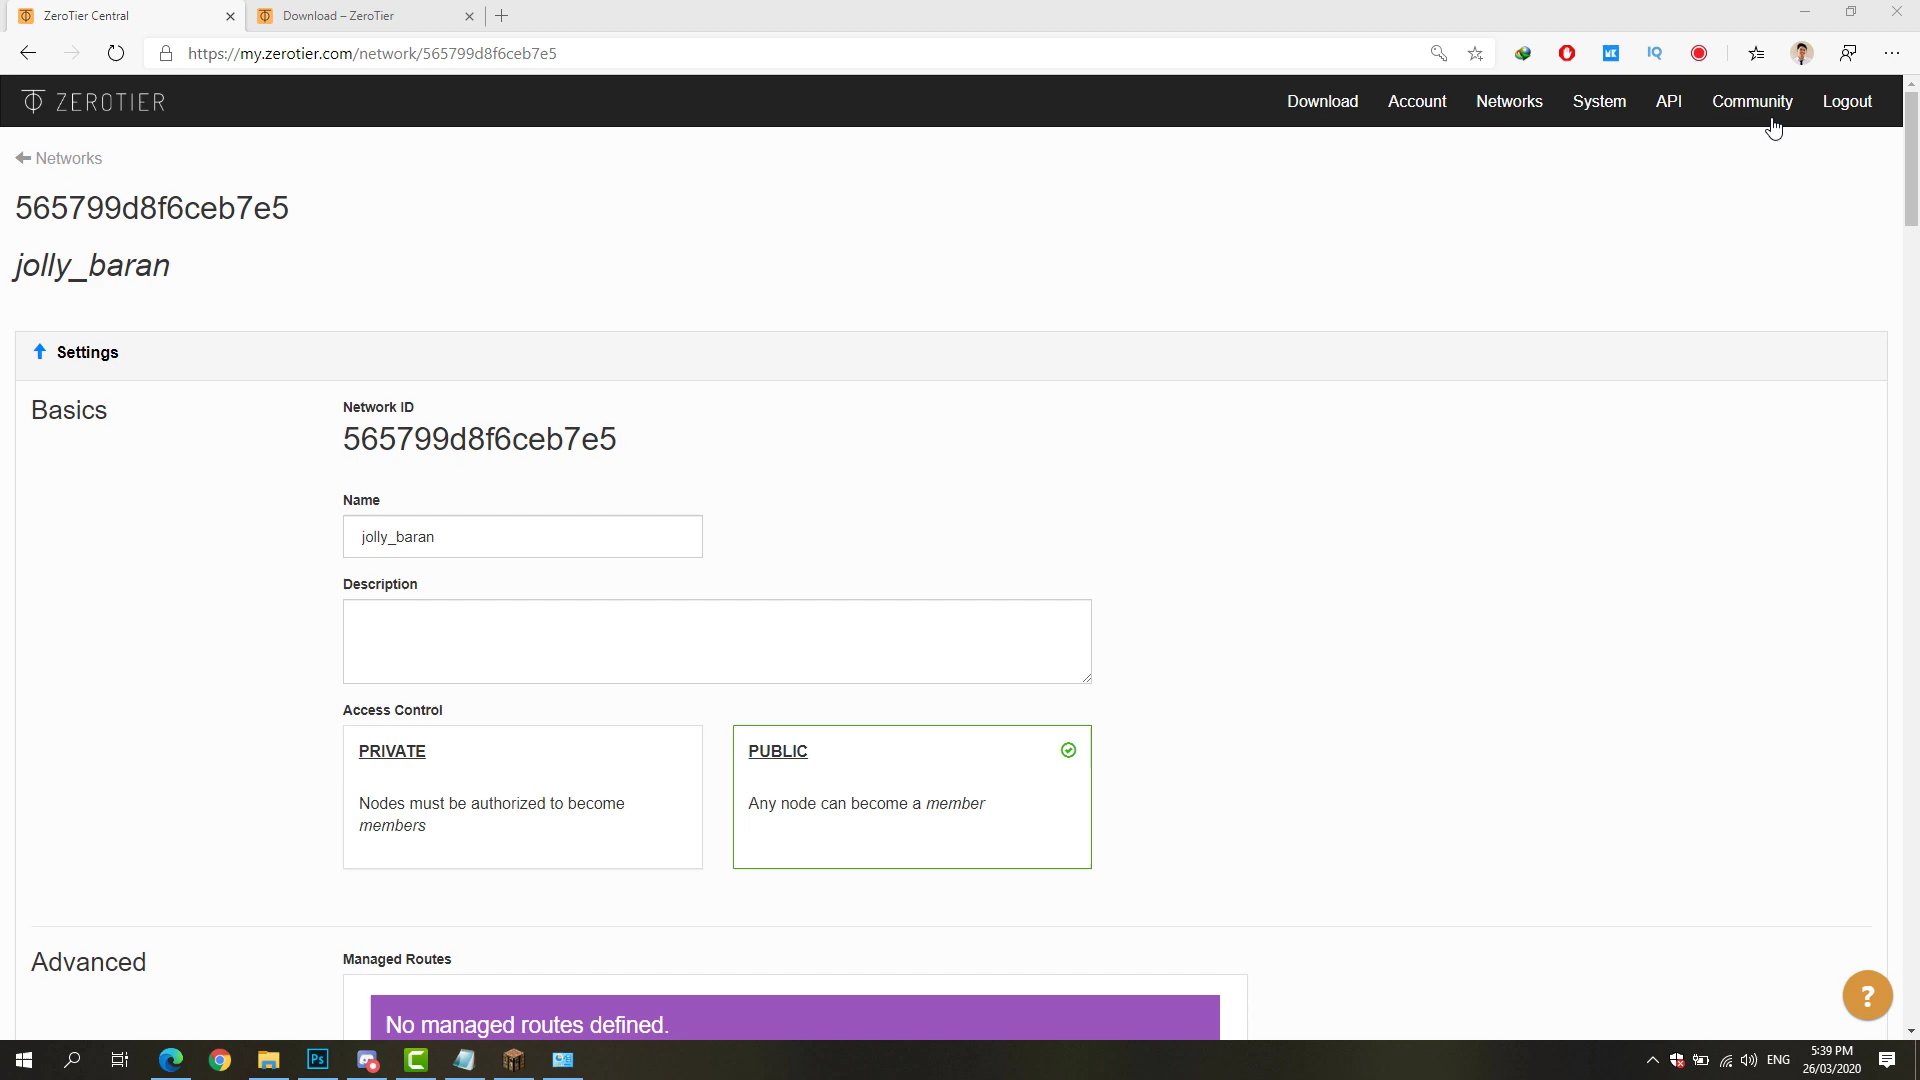 ZeroTier Central
Download – ZeroTier
https://my.zerotier.com/network/565799d8f6ceb7e5
MK
IQ
ZEROTIER
Download
Account
Networks
System
API
Community
Logout
Networks
565799d8f6ceb7e5
jolly_baran
Settings
Basics
Network ID
565799d8f6ceb7e5
Name
jolly_baran
Description
Access Control
PRIVATE
Nodes must be authorized to become
members
PUBLIC
Any node can become a member
Advanced
Managed Routes
No managed routes defined.
?
Ps
C
ENG
5:39 PM
26/03/2020